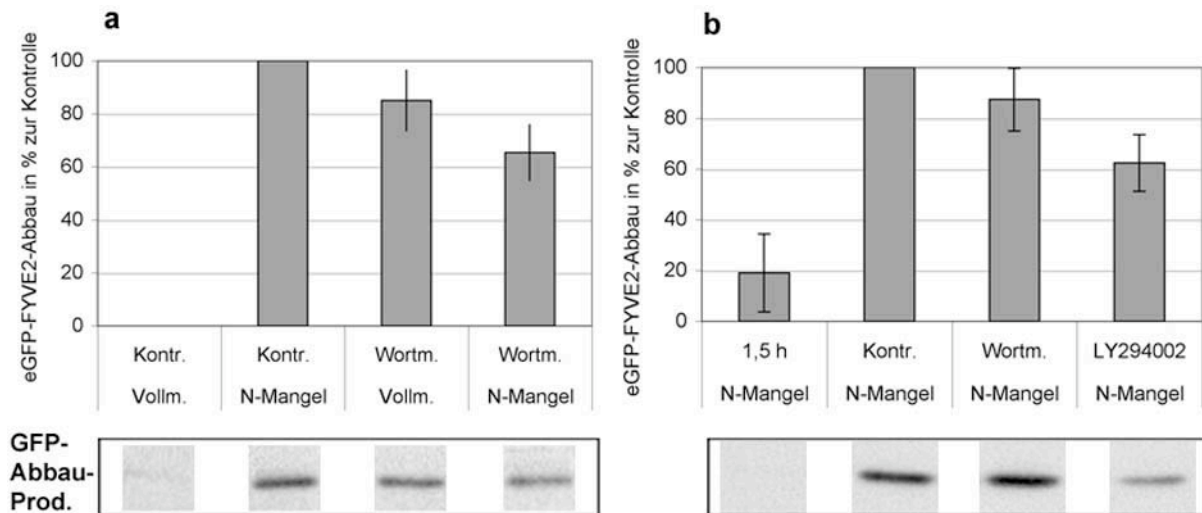 a
eGFP-FYVE2-Abbau in % zur Kontrolle
100
80
60
40
20
0
Kontr. Kontr. Wortm. Wortm.
Vollm. N-Mangel Vollm. N-Mangel
b
eGFP-FYVE2-Abbau in % zur Kontrolle
100
80
60
40
20
0
1,5 h Kontr. Wortm. LY294002
N-Mangel N-Mangel N-Mangel N-Mangel
GFP-
Abbau-
Prod.